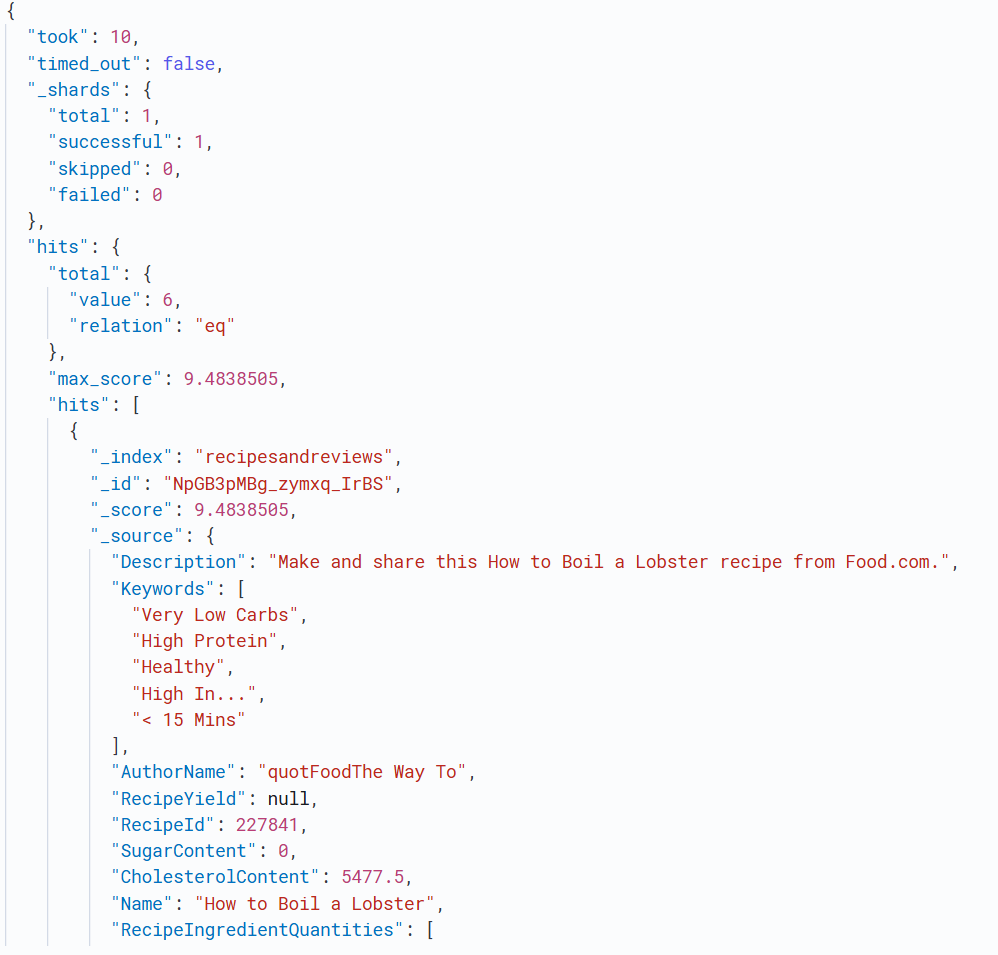 {
"took": 10,
"timed_out": false,
"_shards": {
"total": 1,
"successful": 1,
"skipped": 0,
"failed": 0
},
"hits": {
"total": {
"value": 6,
"relation": "eq"
},
"max_score": 9.4838505,
"hits": [
{
"_index": "recipesandreviews",
"_id": "NpGB3pMBg_zymxq_IrBS",
"_score": 9.4838505,
"_source": {
"Description": "Make and share this How to Boil a Lobster recipe from Food.com.",
"Keywords": [
"Very Low Carbs",
"High Protein",
"Healthy",
"High In...",
"< 15 Mins"
],
"AuthorName": "quotFoodThe Way To",
"RecipeYield": null,
"RecipeId": 227841,
"SugarContent": 0,
"CholesterolContent": 5477.5,
"Name": "How to Boil a Lobster",
"RecipeIngredientQuantities": [